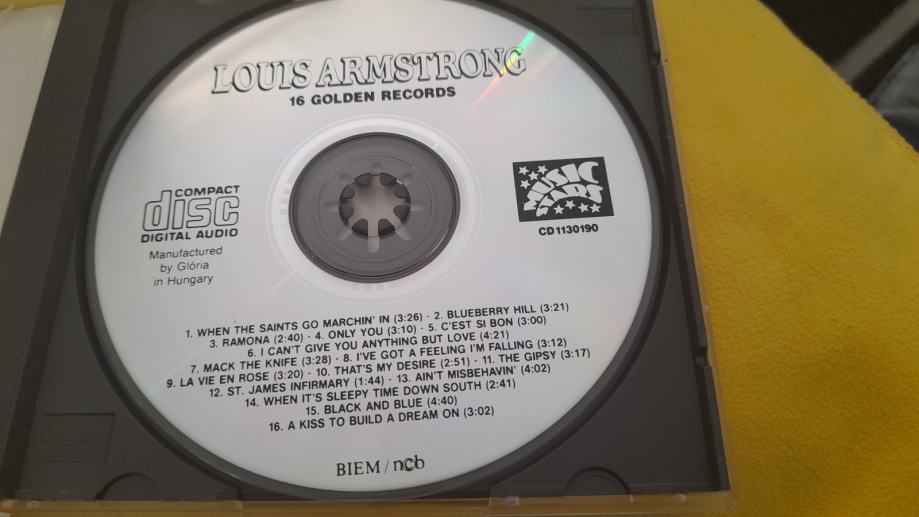 LOUIS ARMSTRONG
16 GOLDEN RECORDS
COMPACT
disc
DIGITAL AUDIO
Manufactured
by Glória
in Hungary
MUSIC
STARS
CD1130190
1. WHEN THE SAINTS GO MARCHIN' IN (3:26) - 2. BLUEBERRY HILL (3:21)
3. RAMONA (2:40) - 4. ONLY YOU (3:10) - 5. C'EST SI BON (3:00)
6. I CAN'T GIVE YOU ANYTHING BUT LOVE (4:21)
7. MACK THE KNIFE (3:28) - 8. I'VE GOT A FEELING I'M FALLING (3:12)
9. LA VIE EN ROSE (3:20) - 10. THAT'S MY DESIRE (2:51) - 11. THE GIPSY (3:17)
12. ST. JAMES INFIRMARY (1:44) - 13. AIN'T MISBEHAVIN' (4:02)
14. WHEN IT'S SLEEPY TIME DOWN SOUTH (2:41)
15. BLACK AND BLUE (4:40)
16. A KISS TO BUILD A DREAM ON (3:02)
BIEM / ncb